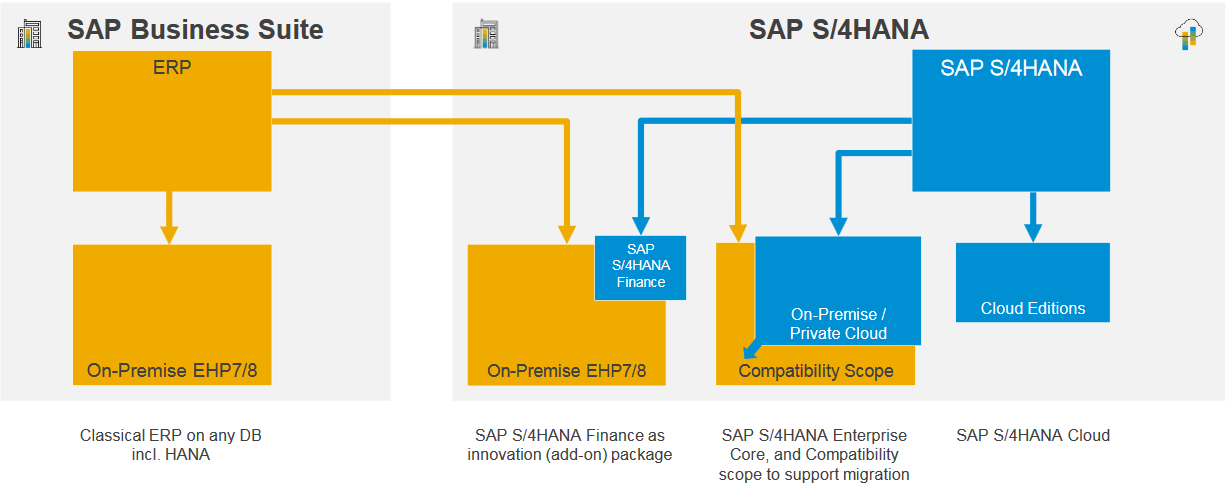 SAP Business Suite
SAP S/4HANA
ERP
SAP S/4HANA
SAP
S/4HANA
Finance
On-Premise /
Private Cloud
Cloud Editions
On-Premise EHP7/8
On-Premise EHP7/8
Compatibility Scope
Classical ERP on any DB
incl. HANA
SAP S/4HANA Finance as
innovation (add-on) package
SAP S/4HANA Enterprise
Core, and Compatibility
scope to support migration
SAP S/4HANA Cloud